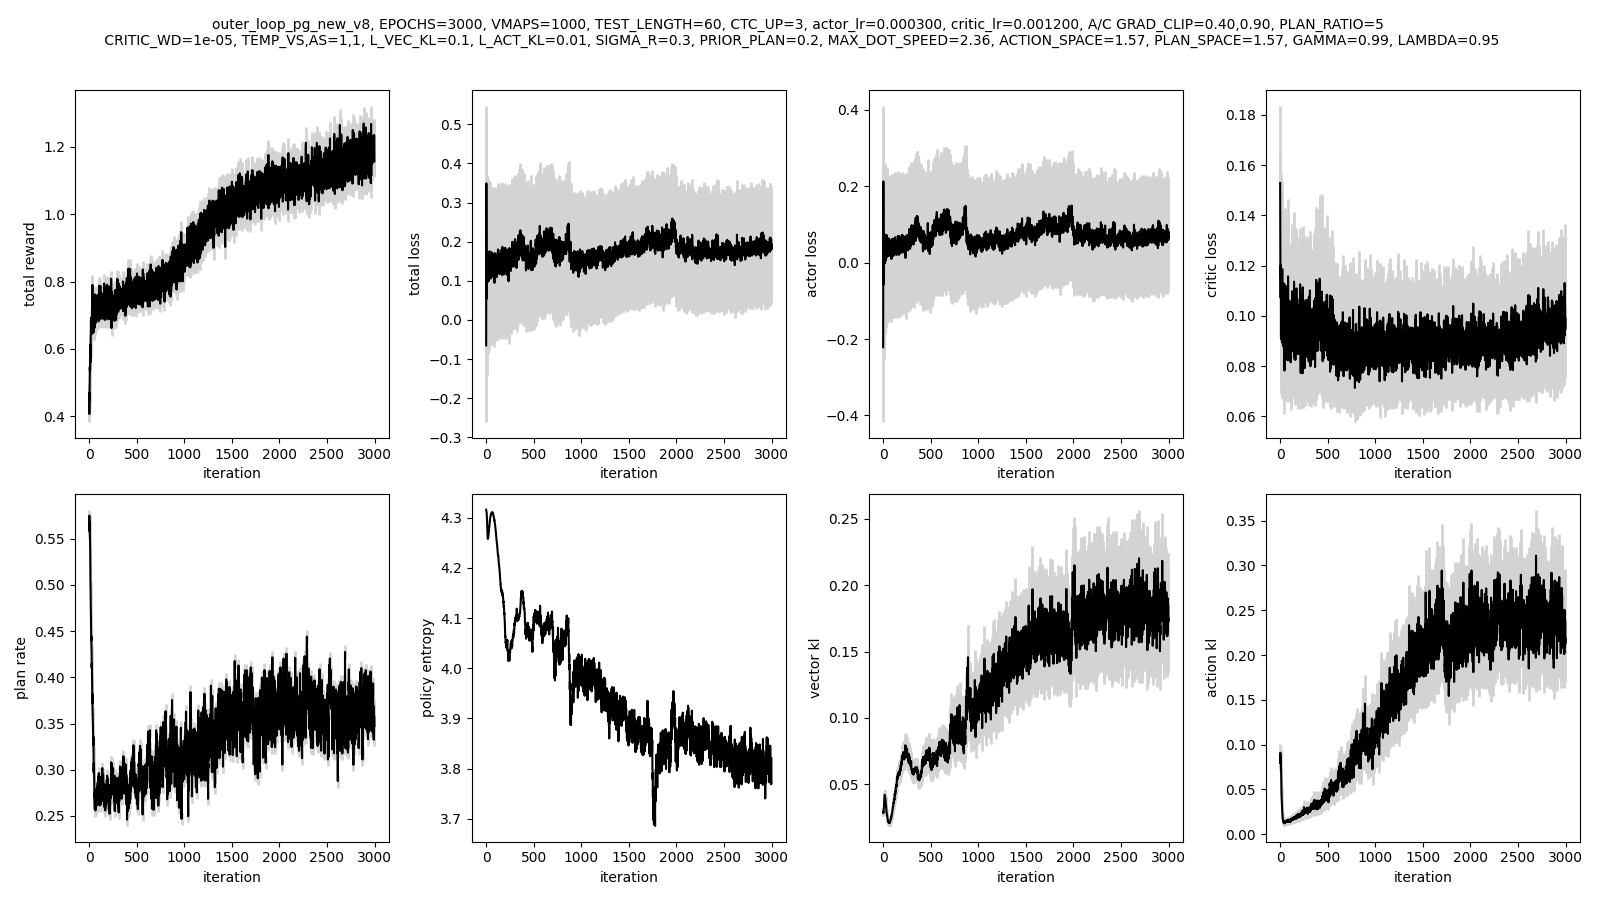 outer_loop_pg_new_v8, EPOCHS=3000, VMAPS=1000, TEST_LENGTH=60, CTC_UP=3, actor_lr=0.000300, critic_lr=0.001200, A/C GRAD_CLIP=0.40,0.90, PLAN_RATIO=5
CRITIC_WD=1e-05, TEMP_VS,AS=1,1, L_VEC_KL=0.1, L_ACT_KL=0.01, SIGMA_R=0.3, PRIOR_PLAN=0.2, MAX_DOT_SPEED=2.36, ACTION_SPACE=1.57, PLAN_SPACE=1.57, GAMMA=0.99, LAMBDA=0.95
total reward
1.2
1.0
0.8
0.6
0.4
0 500 1000 1500 2000 2500 3000
iteration
total loss
0.5
0.4
0.3
0.2
0.1
0.0
−0.1
−0.2
−0.3
0 500 1000 1500 2000 2500 3000
iteration
actor loss
0.4
0.2
0.0
−0.2
−0.4
0 500 1000 1500 2000 2500 3000
iteration
critic loss
0.18
0.16
0.14
0.12
0.10
0.08
0.06
0 500 1000 1500 2000 2500 3000
iteration
plan rate
0.55
0.50
0.45
0.40
0.35
0.30
0.25
0 500 1000 1500 2000 2500 3000
iteration
policy entropy
4.3
4.2
4.1
4.0
3.9
3.8
3.7
0 500 1000 1500 2000 2500 3000
iteration
vector kl
0.25
0.20
0.15
0.10
0.05
0 500 1000 1500 2000 2500 3000
iteration
action kl
0.35
0.30
0.25
0.20
0.15
0.10
0.05
0.00
0 500 1000 1500 2000 2500 3000
iteration